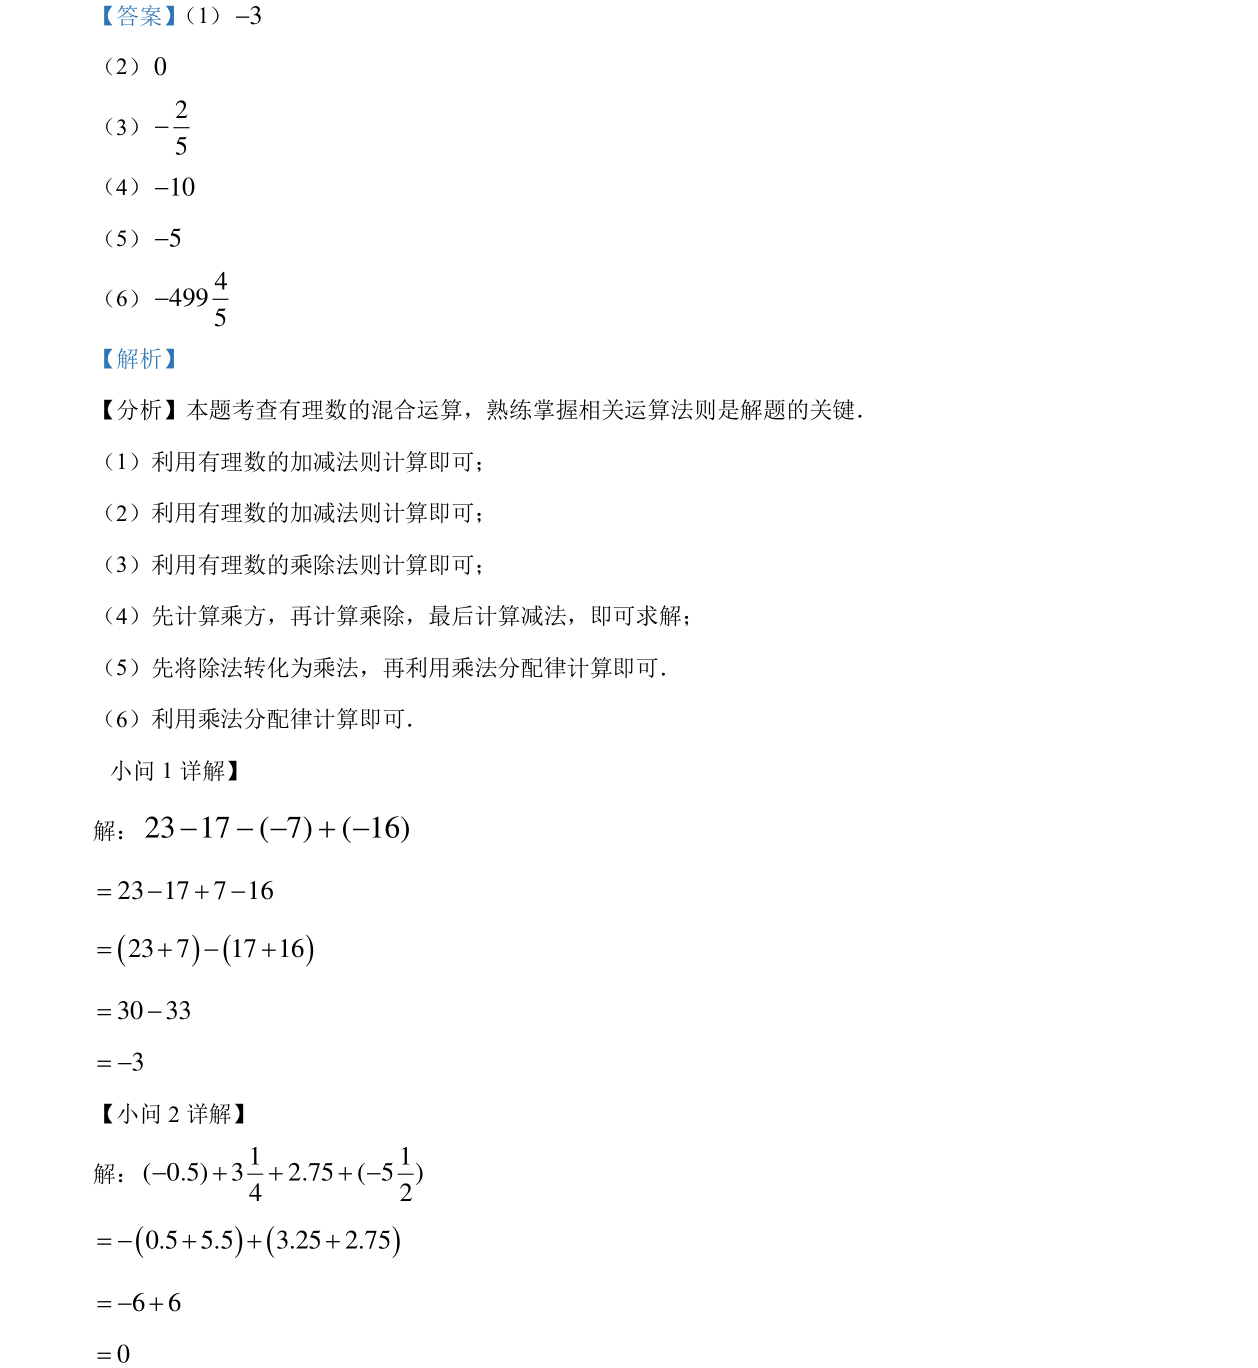 【答案】（1）−3
（2）0
（3）−2/5
（4）−10
（5）−5
（6）−499 4/5
【解析】
【分析】本题考查有理数的混合运算，熟练掌握相关运算法则是解题的关键．
（1）利用有理数的加减法则计算即可；
（2）利用有理数的加减法则计算即可；
（3）利用有理数的乘除法则计算即可；
（4）先计算乘方，再计算乘除，最后计算减法，即可求解；
（5）先将除法转化为乘法，再利用乘法分配律计算即可．
（6）利用乘法分配律计算即可．
小问 1 详解】
解：23−17−(−7)+(−16)
=23−17+7−16
=(23+7)−(17+16)
=30−33
=−3
【小问 2 详解】
解：(−0.5)+3 1/4+2.75+(−5 1/2)
=−(0.5+5.5)+(3.25+2.75)
=−6+6
=0